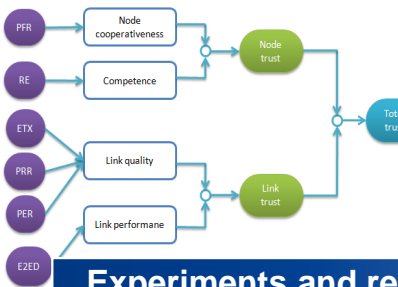 PFR
Node
cooperativeness
Node
trust
RE
Competence
ETX
PRR
PER
Link quality
Link
trust
Link performane
E2ED
Experiments and